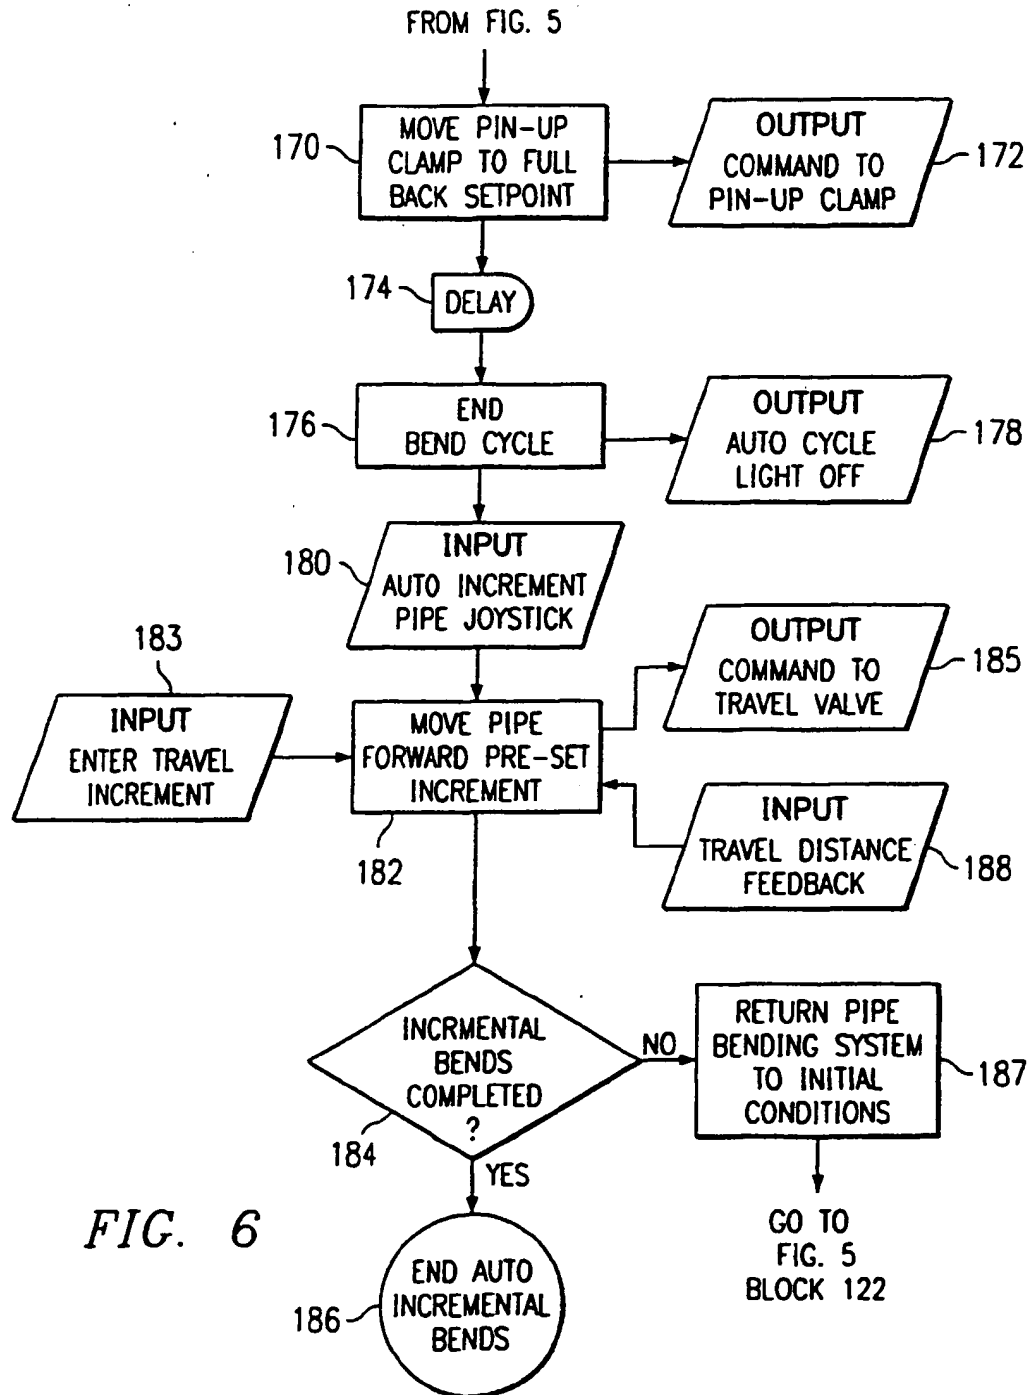 FROM FIG. 5
170
MOVE PIN-UP
CLAMP TO FULL
BACK SETPOINT
OUTPUT
COMMAND TO
PIN-UP CLAMP
172
174
DELAY
176
END
BEND CYCLE
OUTPUT
AUTO CYCLE
LIGHT OFF
178
180
INPUT
AUTO INCREMENT
PIPE JOYSTICK
183
INPUT
ENTER TRAVEL
INCREMENT
MOVE PIPE
FORWARD PRE-SET
INCREMENT
182
OUTPUT
COMMAND TO
TRAVEL VALVE
185
INPUT
TRAVEL DISTANCE
FEEDBACK
188
INCRMENTAL
BENDS
COMPLETED
?
184
NO
YES
RETURN PIPE
BENDING SYSTEM
TO INITIAL
CONDITIONS
187
GO TO
FIG. 5
BLOCK 122
FIG. 6
186
END AUTO
INCREMENTAL
BENDS